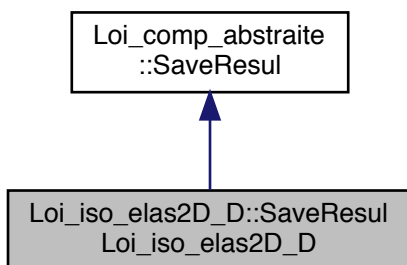 Loi_comp_abstraite
::SaveResul
Loi_iso_elas2D_D::SaveResul
Loi_iso_elas2D_D